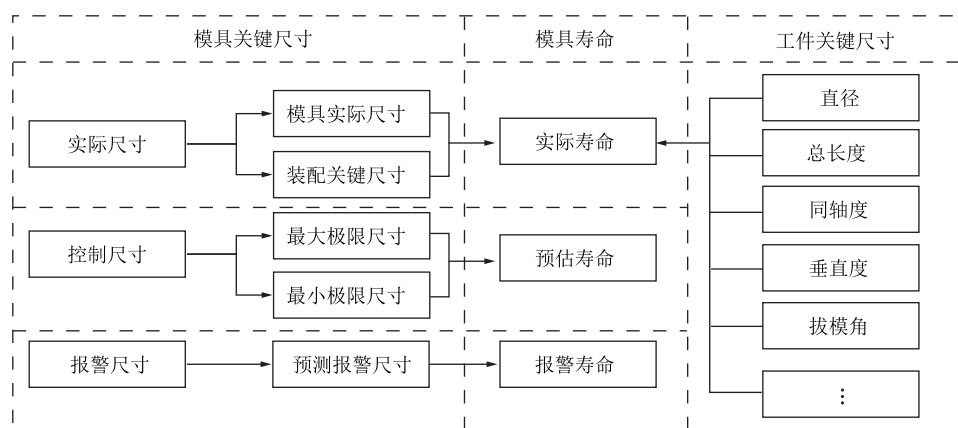 模具关键尺寸
模具寿命
工件关键尺寸
实际尺寸
模具实际尺寸
装配关键尺寸
实际寿命
直径
总长度
同轴度
垂直度
拔模角
⋮
控制尺寸
最大极限尺寸
最小极限尺寸
预估寿命
报警尺寸
预测报警尺寸
报警寿命